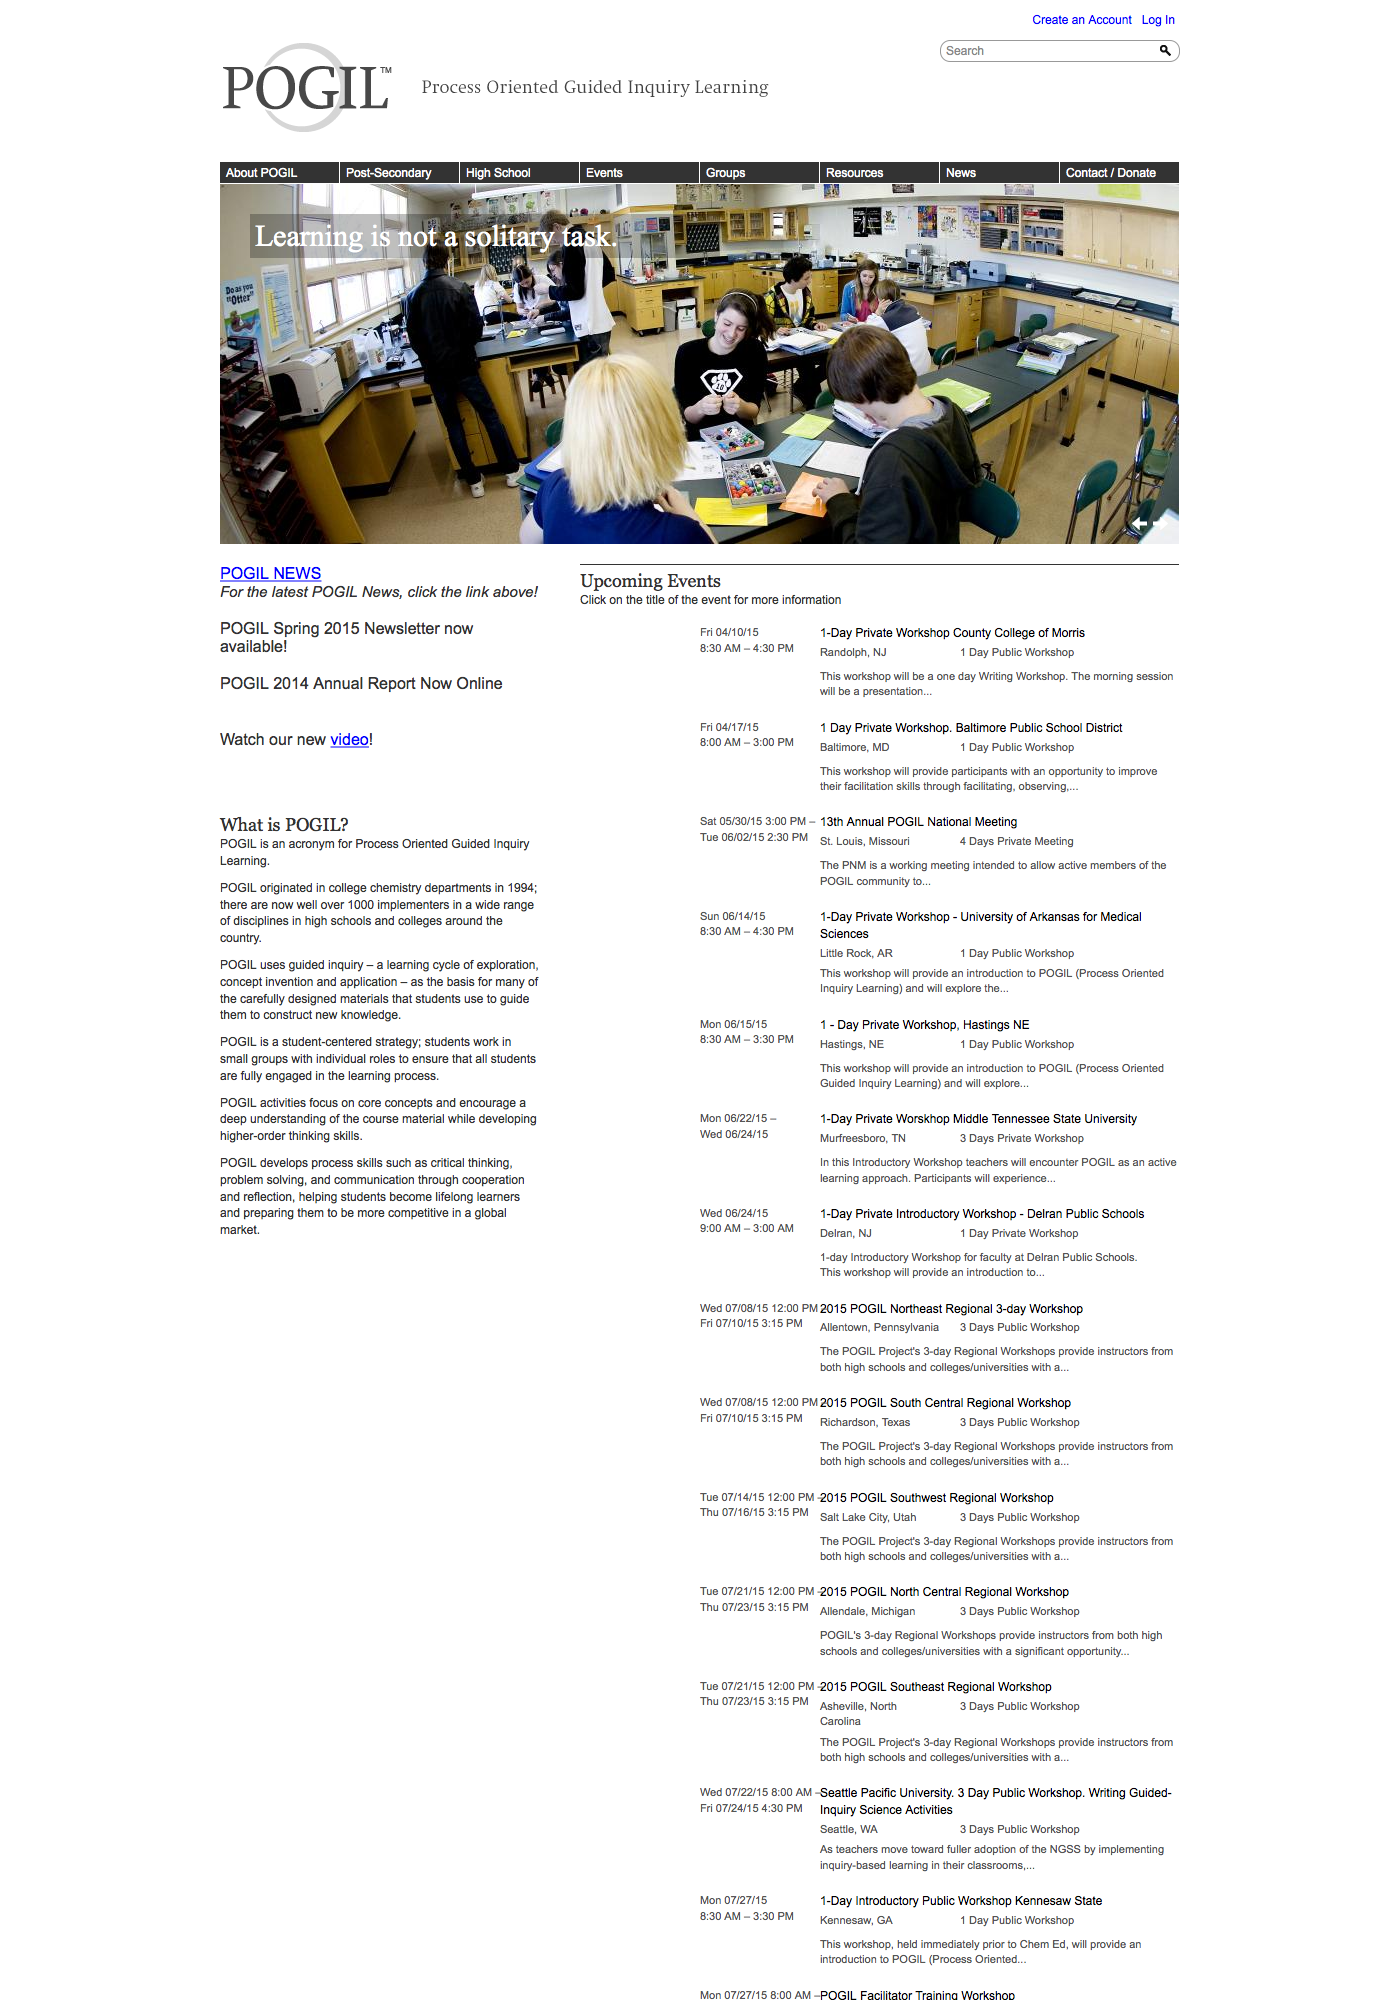 Create an Account Log In
Search
POGIL™
Process Oriented Guided Inquiry Learning
About POGIL Post-Secondary High School Events Groups Resources News Contact / Donate
Learning is not a solitary task.
Do as you
"Otter"
POGIL NEWS
For the latest POGIL News, click the link above!
POGIL Spring 2015 Newsletter now
available!
POGIL 2014 Annual Report Now Online
Watch our new video!
What is POGIL?
POGIL is an acronym for Process Oriented Guided Inquiry
Learning.
POGIL originated in college chemistry departments in 1994;
there are now well over 1000 implementers in a wide range
of disciplines in high schools and colleges around the
country.
POGIL uses guided inquiry – a learning cycle of exploration,
concept invention and application – as the basis for many of
the carefully designed materials that students use to guide
them to construct new knowledge.
POGIL is a student-centered strategy; students work in
small groups with individual roles to ensure that all students
are fully engaged in the learning process.
POGIL activities focus on core concepts and encourage a
deep understanding of the course material while developing
higher-order thinking skills.
POGIL develops process skills such as critical thinking,
problem solving, and communication through cooperation
and reflection, helping students become lifelong learners
and preparing them to be more competitive in a global
market.
Upcoming Events
Click on the title of the event for more information
Fri 04/10/15
8:30 AM – 4:30 PM
1-Day Private Workshop County College of Morris
Randolph, NJ 1 Day Public Workshop
This workshop will be a one day Writing Workshop. The morning session
will be a presentation...
Fri 04/17/15
8:00 AM – 3:00 PM
1 Day Private Workshop. Baltimore Public School District
Baltimore, MD 1 Day Public Workshop
This workshop will provide participants with an opportunity to improve
their facilitation skills through facilitating, observing,...
Sat 05/30/15 3:00 PM –
Tue 06/02/15 2:30 PM
13th Annual POGIL National Meeting
St. Louis, Missouri 4 Days Private Meeting
The PNM is a working meeting intended to allow active members of the
POGIL community to...
Sun 06/14/15
8:30 AM – 4:30 PM
1-Day Private Workshop - University of Arkansas for Medical
Sciences
Little Rock, AR 1 Day Public Workshop
This workshop will provide an introduction to POGIL (Process Oriented
Inquiry Learning) and will explore the...
Mon 06/15/15
8:30 AM – 3:30 PM
1 - Day Private Workshop, Hastings NE
Hastings, NE 1 Day Public Workshop
This workshop will provide an introduction to POGIL (Process Oriented
Guided Inquiry Learning) and will explore...
Mon 06/22/15 –
Wed 06/24/15
1-Day Private Worskhop Middle Tennessee State University
Murfreesboro, TN 3 Days Private Workshop
In this Introductory Workshop teachers will encounter POGIL as an active
learning approach. Participants will experience...
Wed 06/24/15
9:00 AM – 3:00 AM
1-Day Private Introductory Workshop - Delran Public Schools
Delran, NJ 1 Day Private Workshop
1-day Introductory Workshop for faculty at Delran Public Schools.
This workshop will provide an introduction to...
Wed 07/08/15 12:00 PM
Fri 07/10/15 3:15 PM
2015 POGIL Northeast Regional 3-day Workshop
Allentown, Pennsylvania 3 Days Public Workshop
The POGIL Project's 3-day Regional Workshops provide instructors from
both high schools and colleges/universities with a...
Wed 07/08/15 12:00 PM
Fri 07/10/15 3:15 PM
2015 POGIL South Central Regional Workshop
Richardson, Texas 3 Days Public Workshop
The POGIL Project's 3-day Regional Workshops provide instructors from
both high schools and colleges/universities with a...
Tue 07/14/15 12:00 PM –
Thu 07/16/15 3:15 PM
2015 POGIL Southwest Regional Workshop
Salt Lake City, Utah 3 Days Public Workshop
The POGIL Project's 3-day Regional Workshops provide instructors from
both high schools and colleges/universities with a...
Tue 07/21/15 12:00 PM –
Thu 07/23/15 3:15 PM
2015 POGIL North Central Regional Workshop
Allendale, Michigan 3 Days Public Workshop
POGIL's 3-day Regional Workshops provide instructors from both high
schools and colleges/universities with a significant opportunity...
Tue 07/21/15 12:00 PM –
Thu 07/23/15 3:15 PM
2015 POGIL Southeast Regional Workshop
Asheville, North 3 Days Public Workshop
Carolina
The POGIL Project's 3-day Regional Workshops provide instructors from
both high schools and colleges/universities with a...
Wed 07/22/15 8:00 AM –
Fri 07/24/15 4:30 PM
Seattle Pacific University. 3 Day Public Workshop. Writing Guided-
Inquiry Science Activities
Seattle, WA 3 Days Public Workshop
As teachers move toward fuller adoption of the NGSS by implementing
inquiry-based learning in their classrooms,...
Mon 07/27/15
8:30 AM – 3:30 PM
1-Day Introductory Public Workshop Kennesaw State
Kennesaw, GA 1 Day Public Workshop
This workshop, held immediately prior to Chem Ed, will provide an
introduction to POGIL (Process Oriented...
Mon 07/27/15 8:00 AM –
POGIL Facilitator Training Workshop